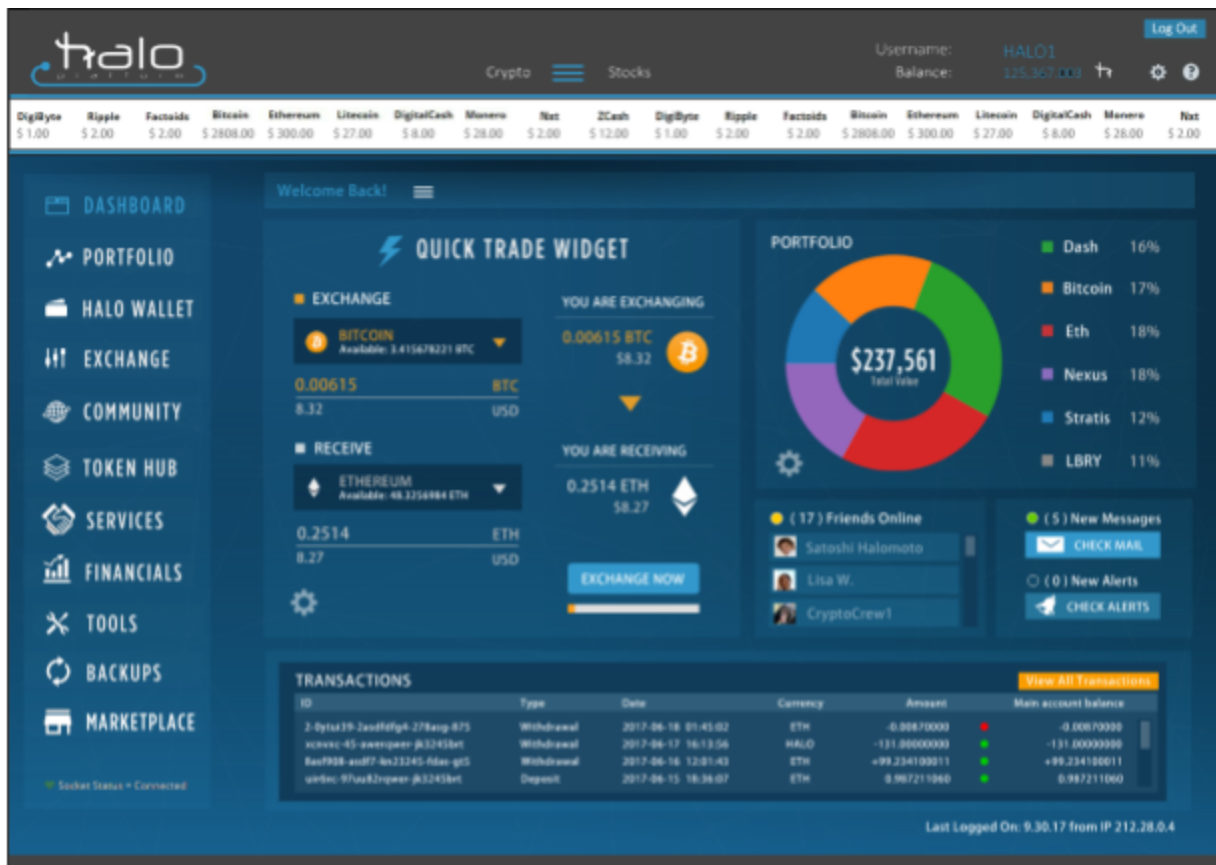 Log Out
halo
platform
Crypto
Stocks
Username: HALO1
Balance: 125,367.003
DigiByte Ripple Factoids Bitcoin Ethereum Litecoin DigitalCash Monero Nxt ZCash DigiByte Ripple Factoids Bitcoin Ethereum Litecoin DigitalCash Monero Nxt
$ 1.00 $ 2.00 $ 2.00 $ 2808.00 $ 300.00 $ 27.00 $ 8.00 $ 28.00 $ 2.00 $ 12.00 $ 1.00 $ 2.00 $ 2.00 $ 2808.00 $ 300.00 $ 27.00 $ 8.00 $ 28.00 $ 2.00
DASHBOARD
PORTFOLIO
HALO WALLET
EXCHANGE
COMMUNITY
TOKEN HUB
SERVICES
FINANCIALS
TOOLS
BACKUPS
MARKETPLACE
Socket Status = Connected
Welcome Back!
QUICK TRADE WIDGET
EXCHANGE
BITCOIN
Available: 3.415678221 BTC
0.00615 BTC
8.32 USD
RECEIVE
ETHEREUM
Available: 48.3256984 ETH
0.2514 ETH
8.27 USD
YOU ARE EXCHANGING
0.00615 BTC
$8.32
YOU ARE RECEIVING
0.2514 ETH
$8.27
EXCHANGE NOW
PORTFOLIO
$237,561
Total Value
Dash 16%
Bitcoin 17%
Eth 18%
Nexus 18%
Stratis 12%
LBRY 11%
( 17 ) Friends Online
Satoshi Halomoto
Lisa W.
CryptoCrew1
( 5 ) New Messages
CHECK MAIL
( 0 ) New Alerts
CHECK ALERTS
TRANSACTIONS
View All Transactions
ID Type Date Currency Amount Main account balance
Withdrawal 2017-06-18 01:45:02 ETH -0.00870000 -0.00870000
Withdrawal 2017-06-17 16:13:56 HALO -131.00000000 -131.00000000
Withdrawal 2017-06-16 12:01:43 ETH +99.234100011 +99.234100011
Deposit 2017-06-15 18:36:07 ETH 0.987211060 0.987211060
Last Logged On: 9.30.17 from IP 212.28.0.4